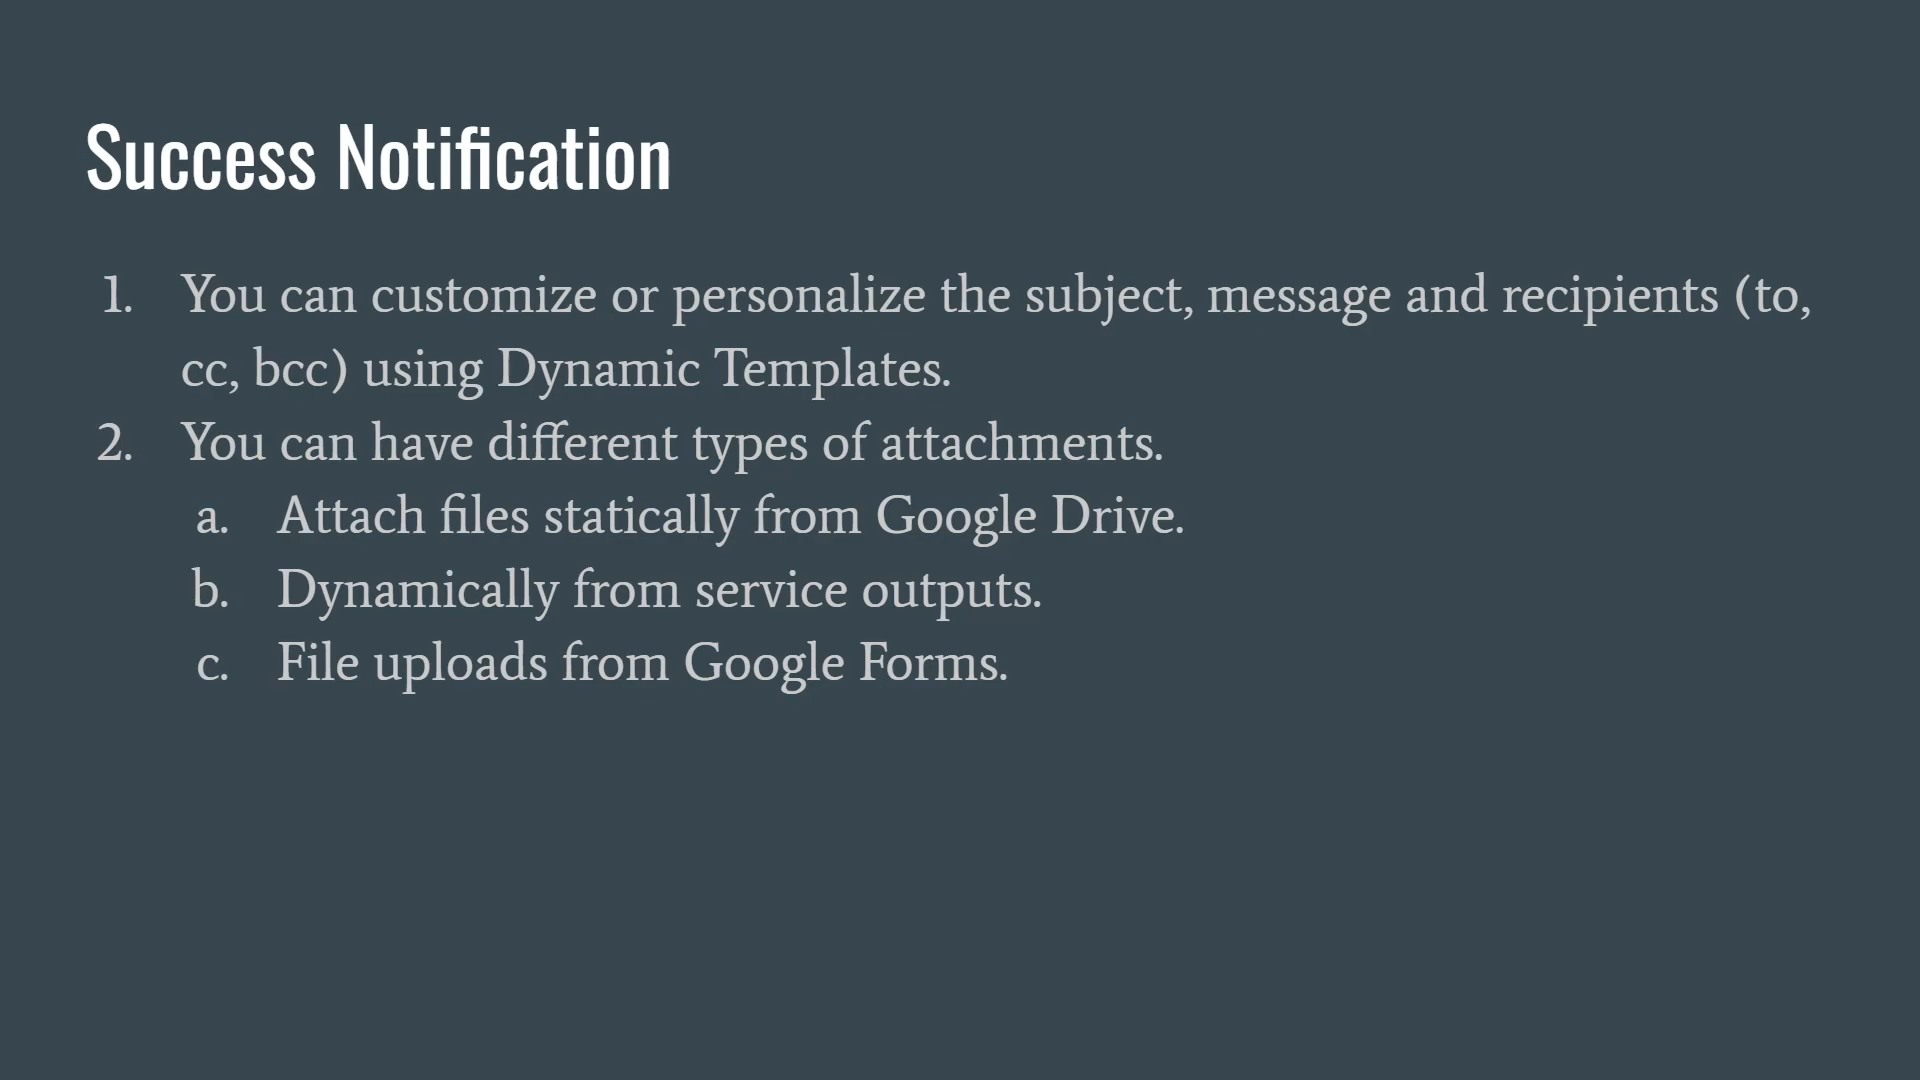 Success Notification
1. You can customize or personalize the subject, message and recipients (to,
cc, bcc) using Dynamic Templates.
2. You can have different types of attachments.
a. Attach files statically from Google Drive.
b. Dynamically from service outputs.
c. File uploads from Google Forms.